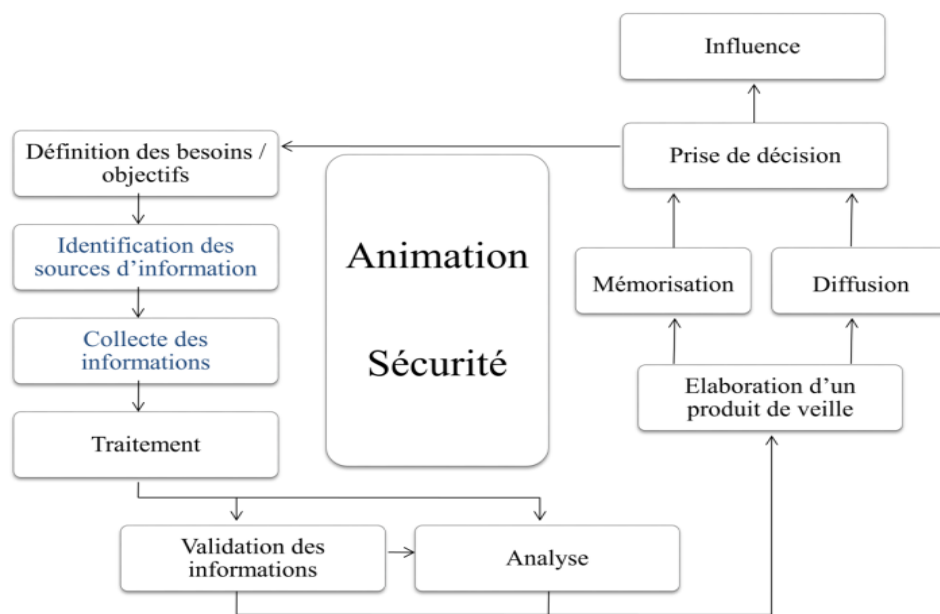 Influence
Prise de décision
Définition des besoins /
objectifs
Identification des
sources d’information
Collecte des
informations
Traitement
Animation
Sécurité
Mémorisation
Diffusion
Elaboration d’un
produit de veille
Validation des
informations
Analyse